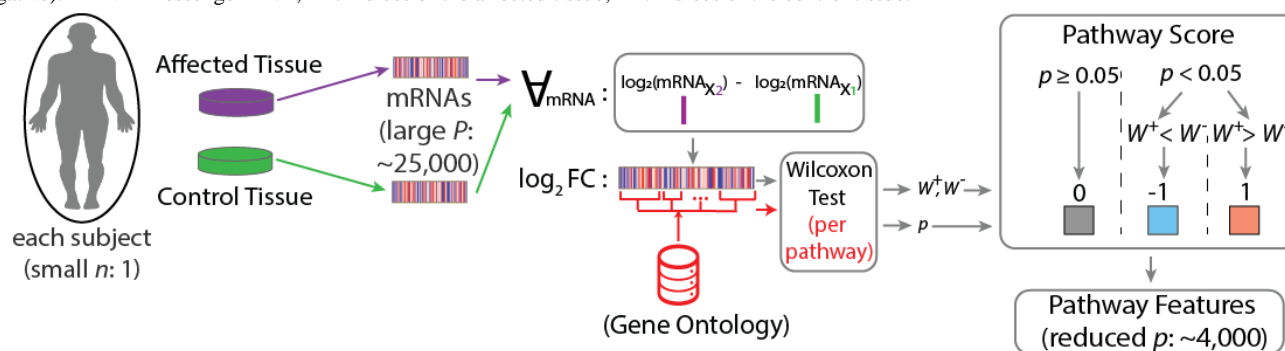 each subject
(small n: 1)
Affected Tissue
Control Tissue
mRNAs
(large P:
~25,000)
∀mRNA :
log₂(mRNAX₂) - log₂(mRNAX₁)
log₂ FC :
...
(Gene Ontology)
Wilcoxon
Test
(per
pathway)
W⁺, W⁻
p
Pathway Score
p ≥ 0.05
p < 0.05
W⁺ < W⁻
W⁺ > W
0
-1
1
Pathway Features
(reduced p: ~4,000)